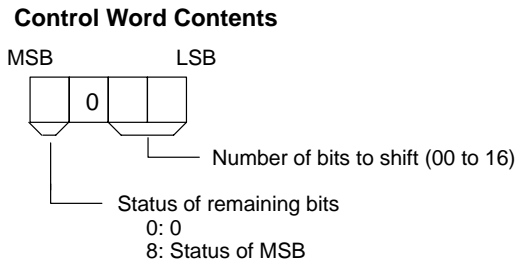 Control Word Contents
MSB LSB
0
Number of bits to shift (00 to 16)
Status of remaining bits
0: 0
8: Status of MSB